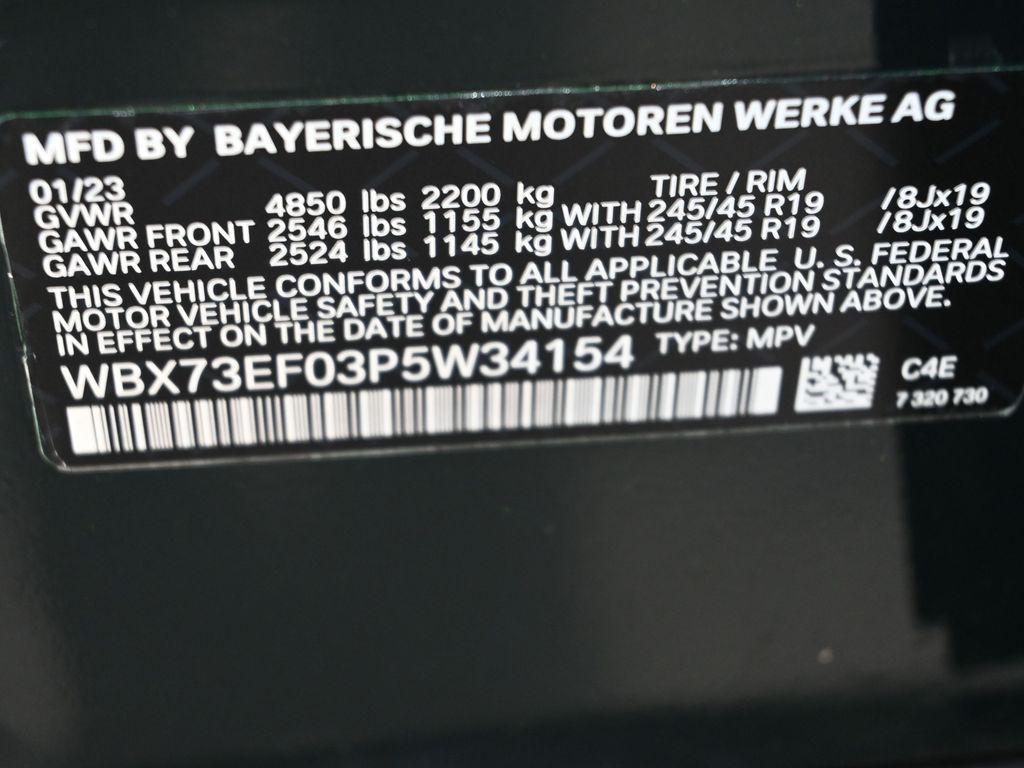 MFD BY BAYERISCHE MOTOREN WERKE AG
01/23 TIRE / RIM
GVWR 4850 lbs 2200 kg
GAWR FRONT 2546 lbs 1155 kg WITH 245/45 R19 /8Jx19
GAWR REAR 2524 lbs 1145 kg WITH 245/45 R19 /8Jx19
THIS VEHICLE CONFORMS TO ALL APPLICABLE U. S. FEDERAL
MOTOR VEHICLE SAFETY AND THEFT PREVENTION STANDARDS
IN EFFECT ON THE DATE OF MANUFACTURE SHOWN ABOVE.
WBX73EF03P5W34154 TYPE: MPV
C4E
7 320 730